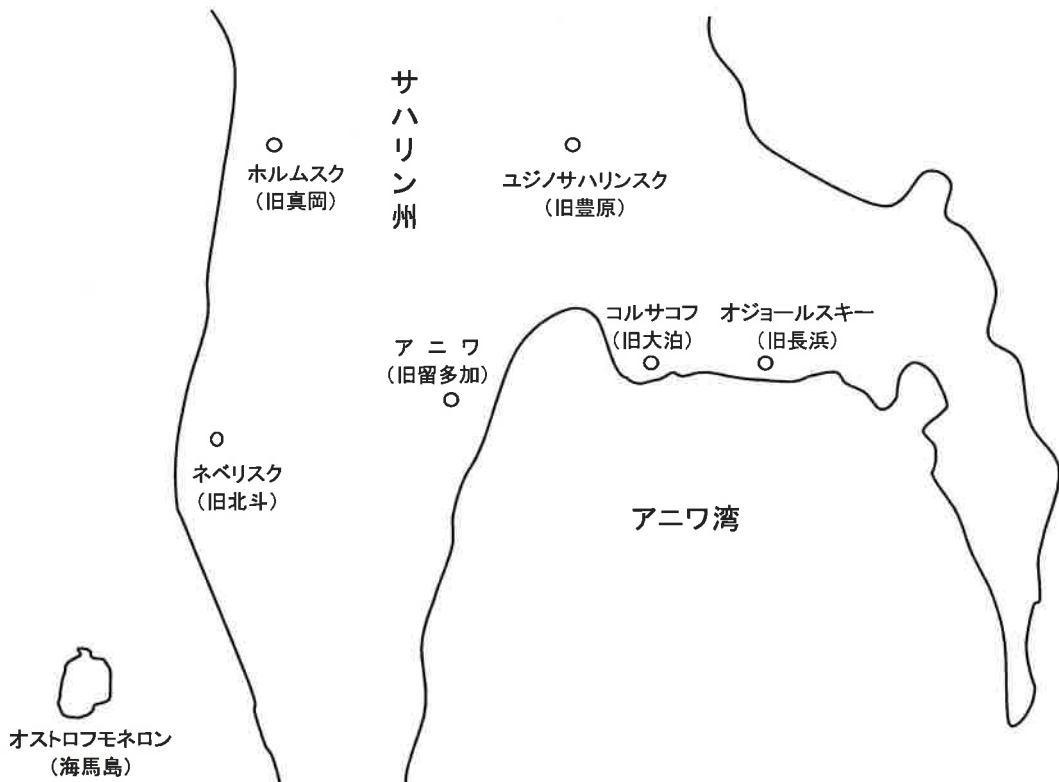 サハリン州
ホルムスク
（旧真岡）
ユジノサハリンスク
（旧豊原）
コルサコフ
（旧大泊）
オジョールスキー
（旧長浜）
アニワ
（旧留多加）
ネベリスク
（旧北斗）
アニワ湾
オストロフモネロン
（海馬島）